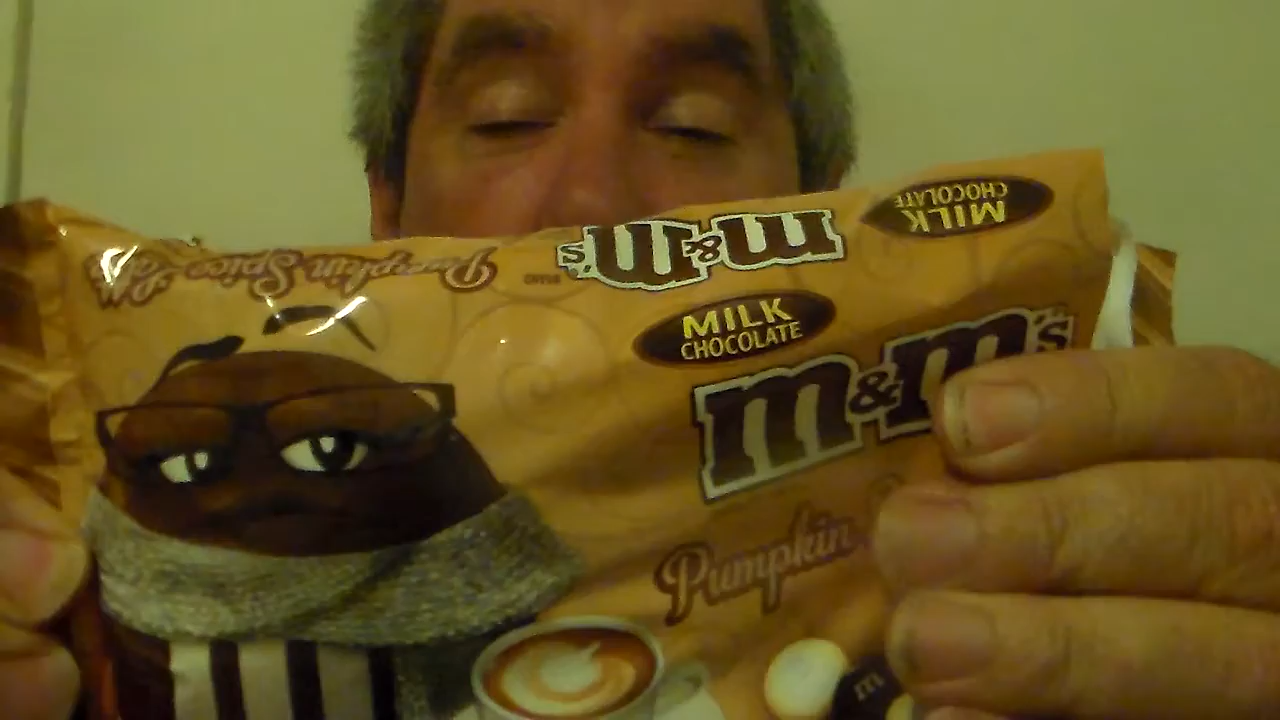 MILK
CHOCOLATE
m&m's
Pumpkin Spice Latte
MILK
CHOCOLATE
m&m's
Pumpkin
m